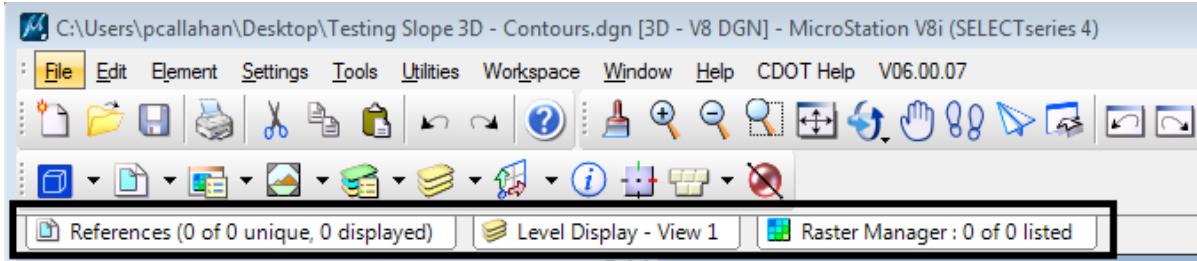 C:\Users\pcallahan\Desktop\Testing Slope 3D - Contours.dgn [3D - V8 DGN] - MicroStation V8i (SELECTseries 4)
File Edit Element Settings Tools Utilities Workspace Window Help CDOT Help V06.00.07
References (0 of 0 unique, 0 displayed) Level Display - View 1 Raster Manager : 0 of 0 listed